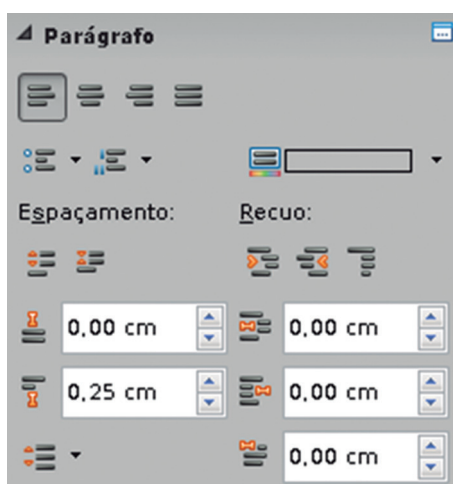 Parágrafo
Espaçamento: Recuo:
0,00 cm 0,00 cm
0,25 cm 0,00 cm
0,00 cm